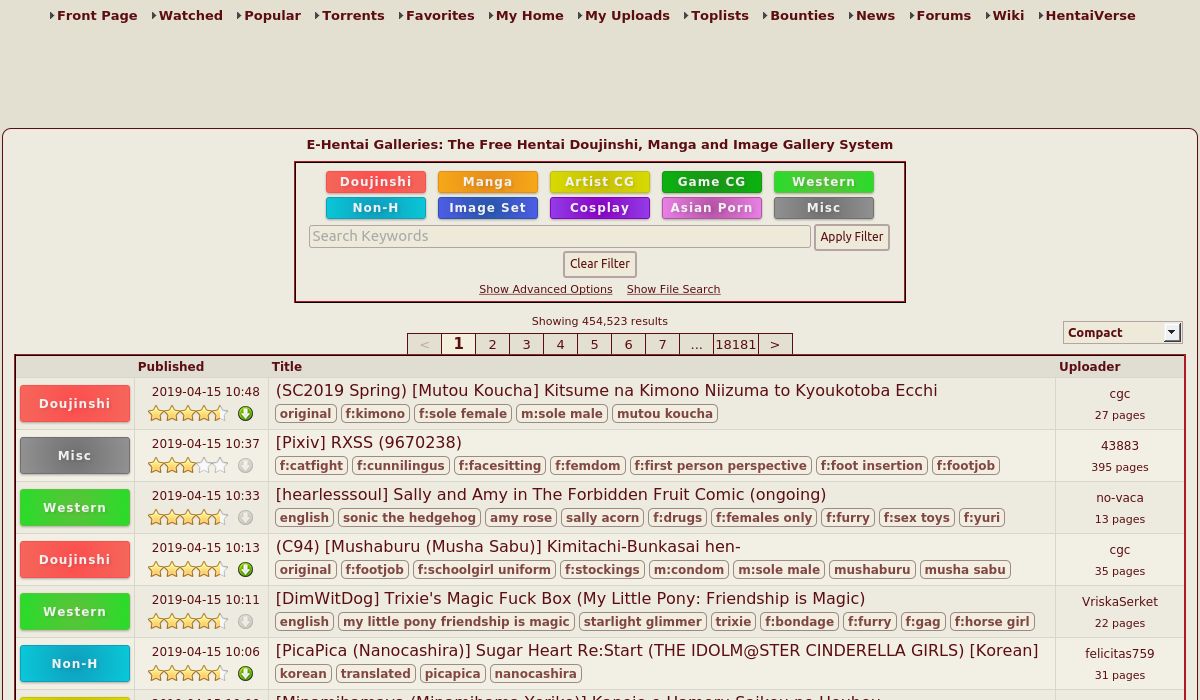 Front Page Watched Popular Torrents Favorites My Home My Uploads Toplists Bounties News Forums Wiki HentaiVerse
E-Hentai Galleries: The Free Hentai Doujinshi, Manga and Image Gallery System
Doujinshi Manga Artist CG Game CG Western
Non-H Image Set Cosplay Asian Porn Misc
Search Keywords Apply Filter
Clear Filter
Show Advanced Options Show File Search
Showing 454,523 results
Compact
< 1 2 3 4 5 6 7 ... 18181 >
Published Title Uploader
Doujinshi 2019-04-15 10:48 (SC2019 Spring) [Mutou Koucha] Kitsume na Kimono Niizuma to Kyoukotoba Ecchi cgc
original f:kimono f:sole female m:sole male mutou koucha 27 pages
Misc 2019-04-15 10:37 [Pixiv] RXSS (9670238) 43883
f:catfight f:cunnilingus f:facesitting f:femdom f:first person perspective f:foot insertion f:footjob 395 pages
Western 2019-04-15 10:33 [hearlesssoul] Sally and Amy in The Forbidden Fruit Comic (ongoing) no-vaca
english sonic the hedgehog amy rose sally acorn f:drugs f:females only f:furry f:sex toys f:yuri 13 pages
Doujinshi 2019-04-15 10:13 (C94) [Mushaburu (Musha Sabu)] Kimitachi-Bunkasai hen- cgc
original f:footjob f:schoolgirl uniform f:stockings m:condom m:sole male mushaburu musha sabu 35 pages
Western 2019-04-15 10:11 [DimWitDog] Trixie's Magic Fuck Box (My Little Pony: Friendship is Magic) VriskaSerket
english my little pony friendship is magic starlight glimmer trixie f:bondage f:furry f:gag f:horse girl 22 pages
Non-H 2019-04-15 10:06 [PicaPica (Nanocashira)] Sugar Heart Re:Start (THE IDOLM@STER CINDERELLA GIRLS) [Korean] felicitas759
korean translated picapica nanocashira 31 pages